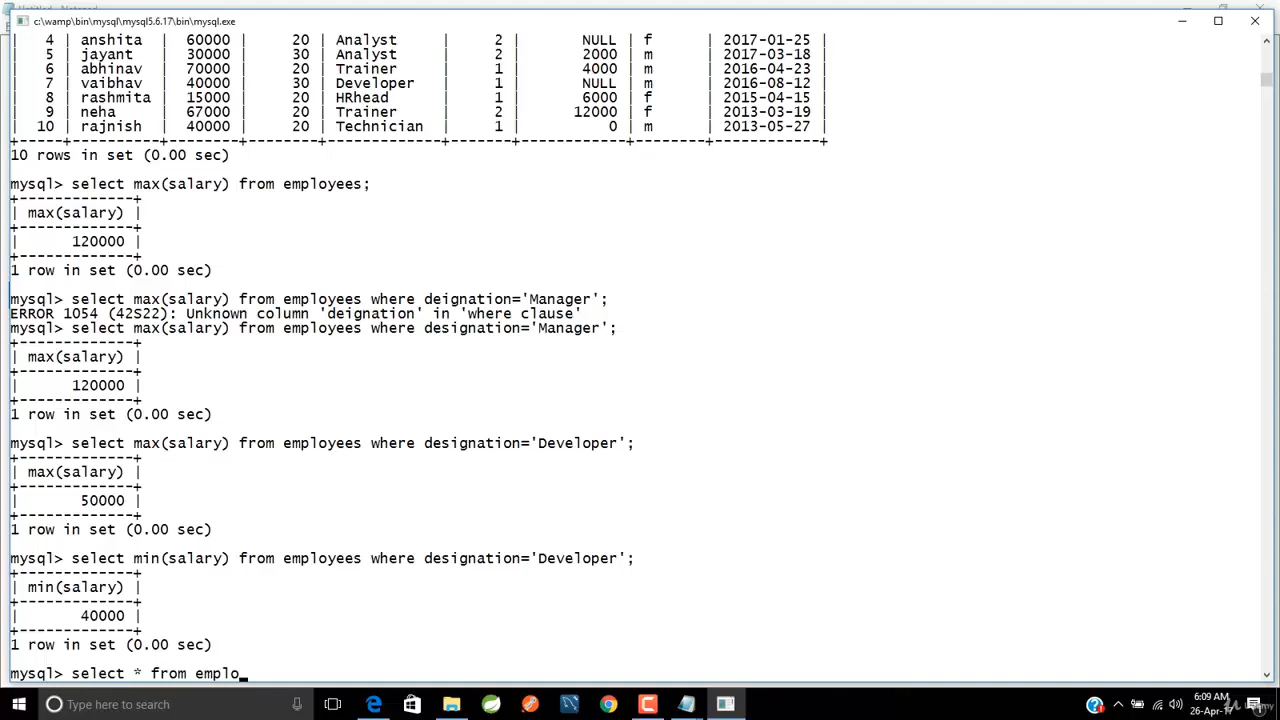 c:\wamp\bin\mysql\mysql5.6.17\bin\mysql.exe
|   4 | anshita  |  60000 |     20 | Analyst     |     2 |       NULL | f      | 2017-01-25 |
|   5 | jayant   |  30000 |     30 | Analyst     |     2 |       2000 | m      | 2017-03-18 |
|   6 | abhinav  |  70000 |     20 | Trainer     |     1 |       4000 | m      | 2016-04-23 |
|   7 | vaibhav  |  40000 |     30 | Developer   |     1 |       NULL | m      | 2016-08-12 |
|   8 | rashmita |  15000 |     20 | HRhead      |     1 |       6000 | f      | 2015-04-15 |
|   9 | neha     |  67000 |     20 | Trainer     |     2 |      12000 | f      | 2013-03-19 |
|  10 | rajnish  |  40000 |     20 | Technician  |     1 |          0 | m      | 2013-05-27 |
10 rows in set (0.00 sec)
mysql> select max(salary) from employees;
| max(salary) |
|      120000 |
1 row in set (0.00 sec)
mysql> select max(salary) from employees where deignation='Manager';
ERROR 1054 (42S22): Unknown column 'deignation' in 'where clause'
mysql> select max(salary) from employees where designation='Manager';
| max(salary) |
|      120000 |
1 row in set (0.00 sec)
mysql> select max(salary) from employees where designation='Developer';
| max(salary) |
|       50000 |
1 row in set (0.00 sec)
mysql> select min(salary) from employees where designation='Developer';
| min(salary) |
|       40000 |
1 row in set (0.00 sec)
mysql> select * from emplo_
Type here to search
6:09 AM
26-Apr-17